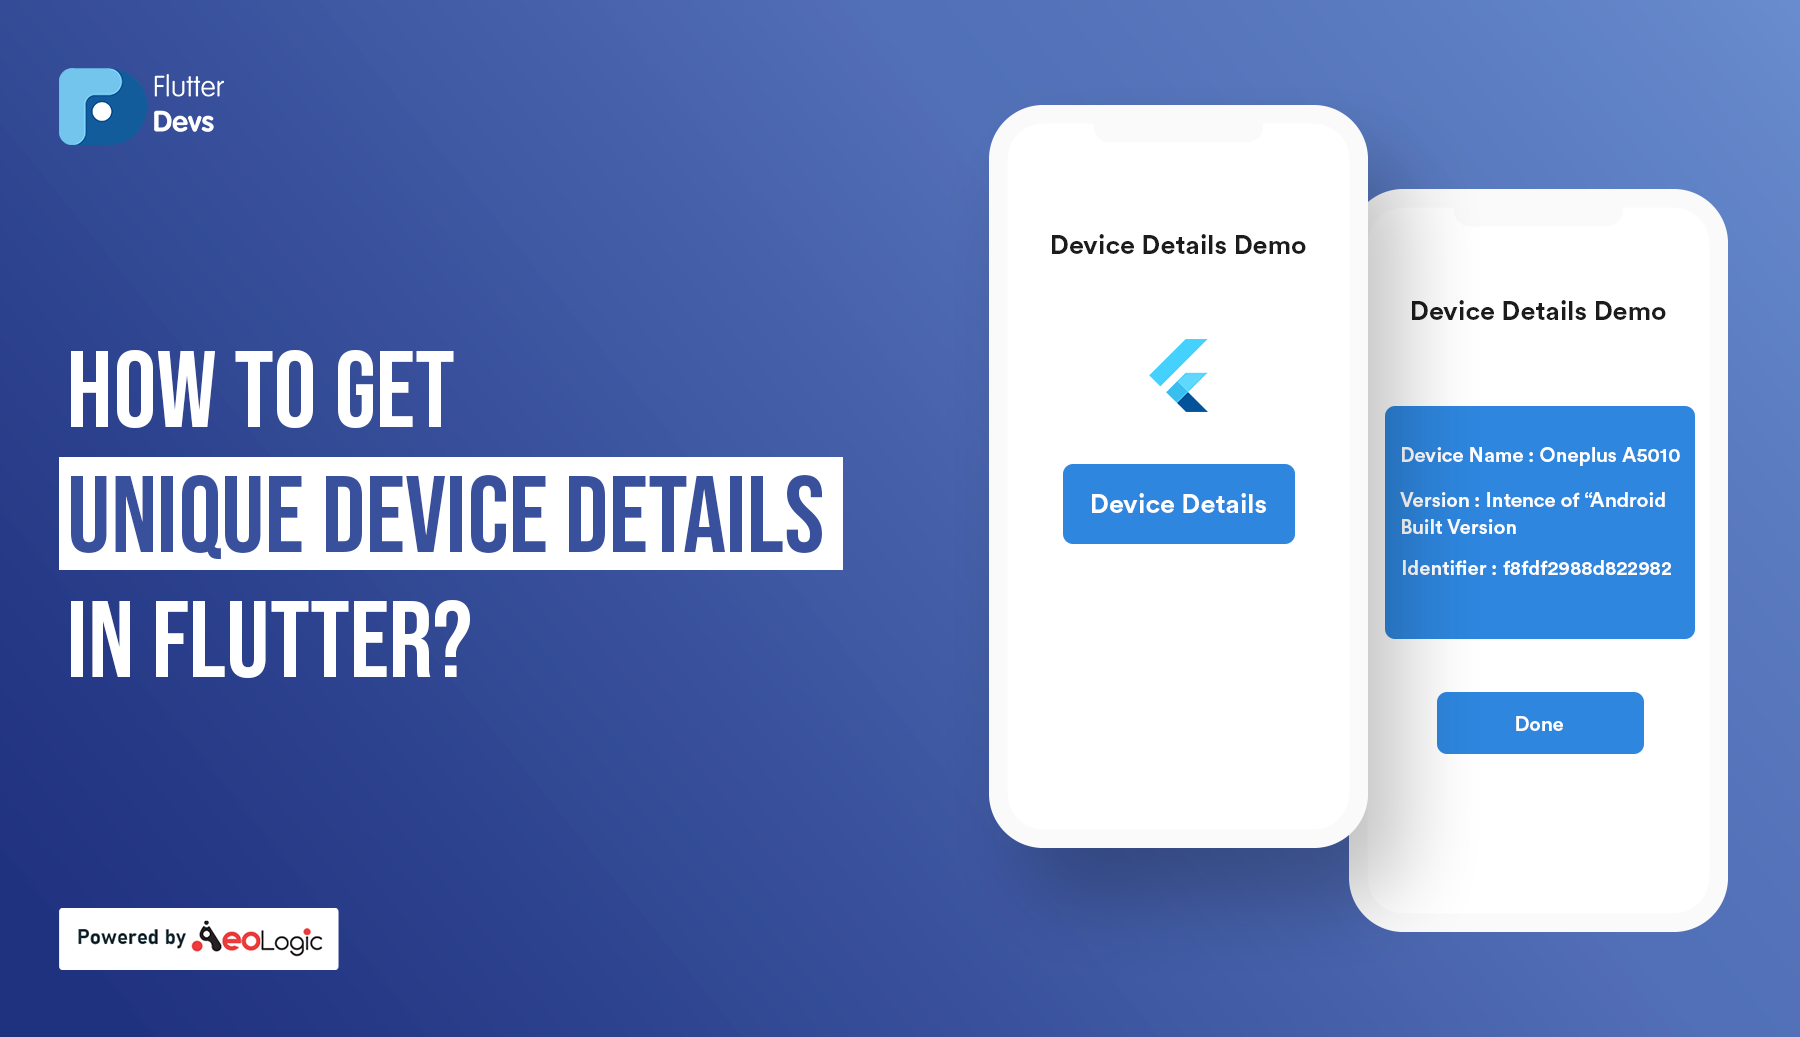 Flutter
Devs
HOW TO GET
UNIQUE DEVICE DETAILS
IN FLUTTER?
Powered by AeoLogic
Device Details Demo
Device Details
Device Details Demo
Device Name : Oneplus A5010
Version : Intence of “Android
Built Version
Identifier : f8fdf2988d822982
Done